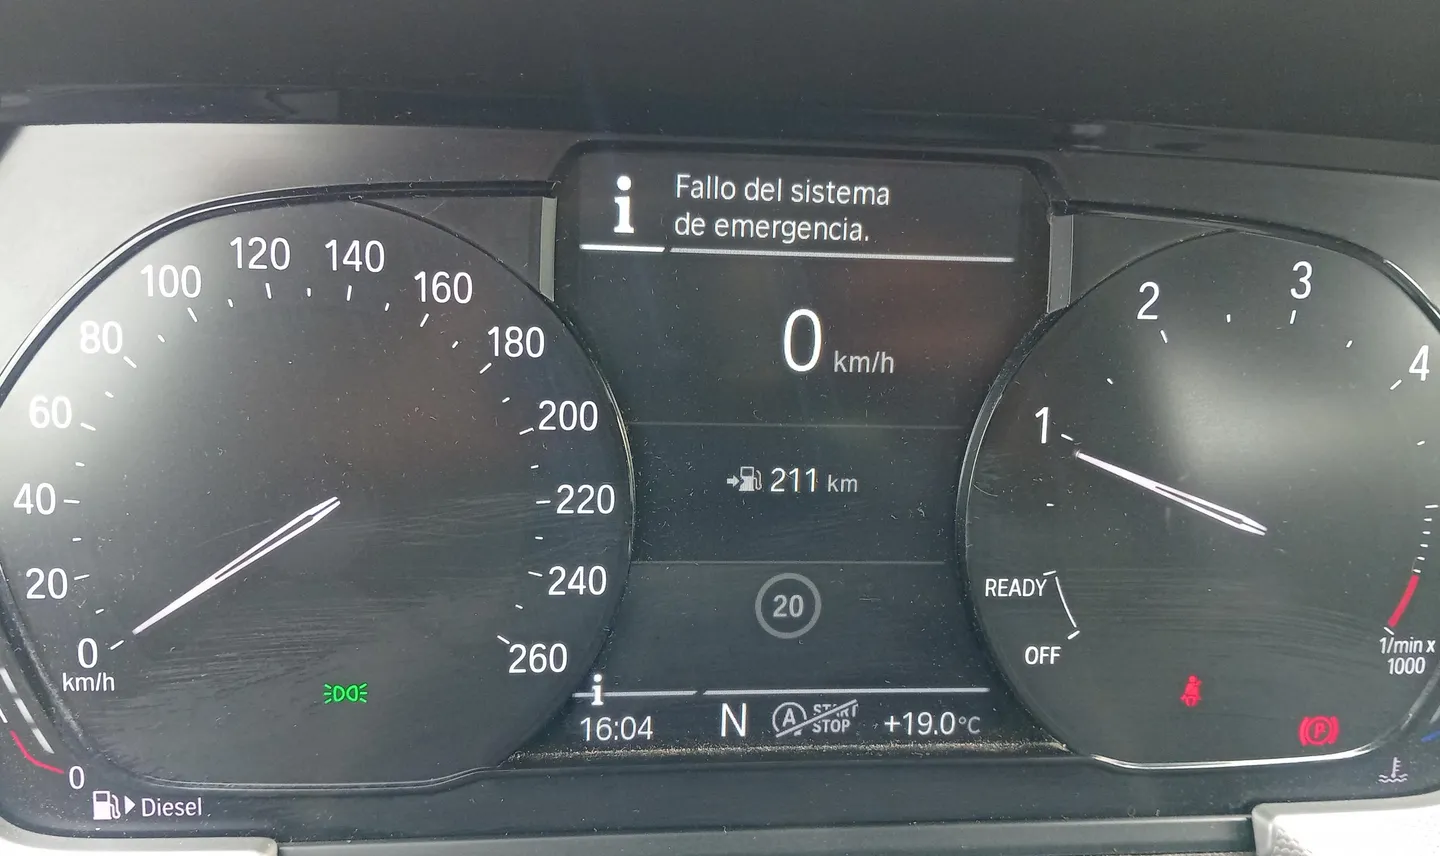 Fallo del sistema
de emergencia.
0 km/h
211 km
20
16:04 N A START STOP +19.0°C
0
20
40
60
80
100
120
140
160
180
200
220
240
260
km/h
0
Diesel
1
2
3
4
READY
OFF
1/min x
1000
P